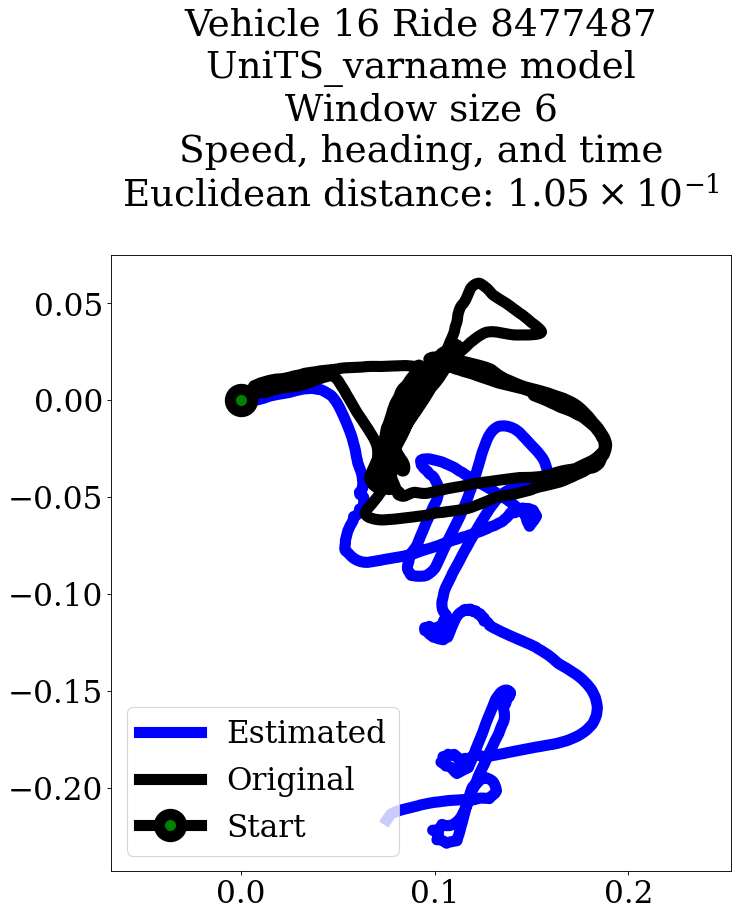 Vehicle 16 Ride 8477487
UniTS_varname model
Window size 6
Speed, heading, and time
Euclidean distance: $1.05 \times 10^{-1}$
0.05
0.00
−0.05
−0.10
−0.15
−0.20
Estimated
Original
Start
0.0
0.1
0.2